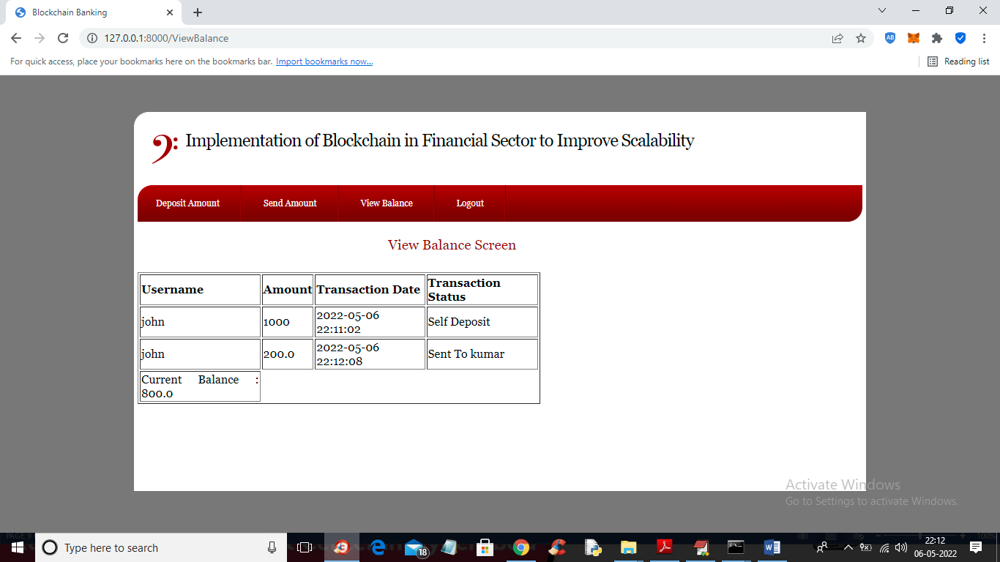 Blockchain Banking
127.0.0.1:8000/ViewBalance
AB
For quick access, place your bookmarks here on the bookmarks bar. Import bookmarks now...
Reading list
Implementation of Blockchain in Financial Sector to Improve Scalability
Deposit Amount Send Amount View Balance Logout
View Balance Screen
Username Amount Transaction Date Transaction Status
john 1000 2022-05-06 22:11:02 Self Deposit
john 200.0 2022-05-06 22:12:08 Sent To kumar
Current Balance : 800.0
Activate Windows
Go to Settings to activate Windows.
PAGE 9
100%
Type here to search
18
22:12
06-05-2022